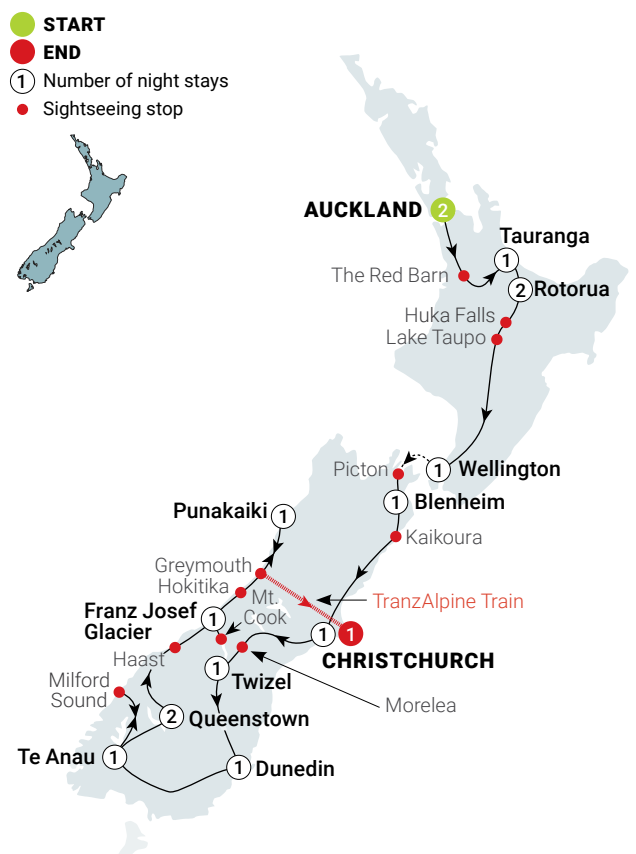 START
END
1 Number of night stays
Sightseeing stop
AUCKLAND 2
Tauranga
1
The Red Barn
2 Rotorua
Huka Falls
Lake Taupo
Picton
1 Wellington
1 Blenheim
Punakaiki 1
Kaikoura
Greymouth
Hokitika
Mt.
Cook
TranzAlpine Train
Franz Josef
Glacier
1
1 1
CHRISTCHURCH
Haast
1
Twizel
Milford
Sound
Morelea
2 Queenstown
Te Anau 1
1 Dunedin